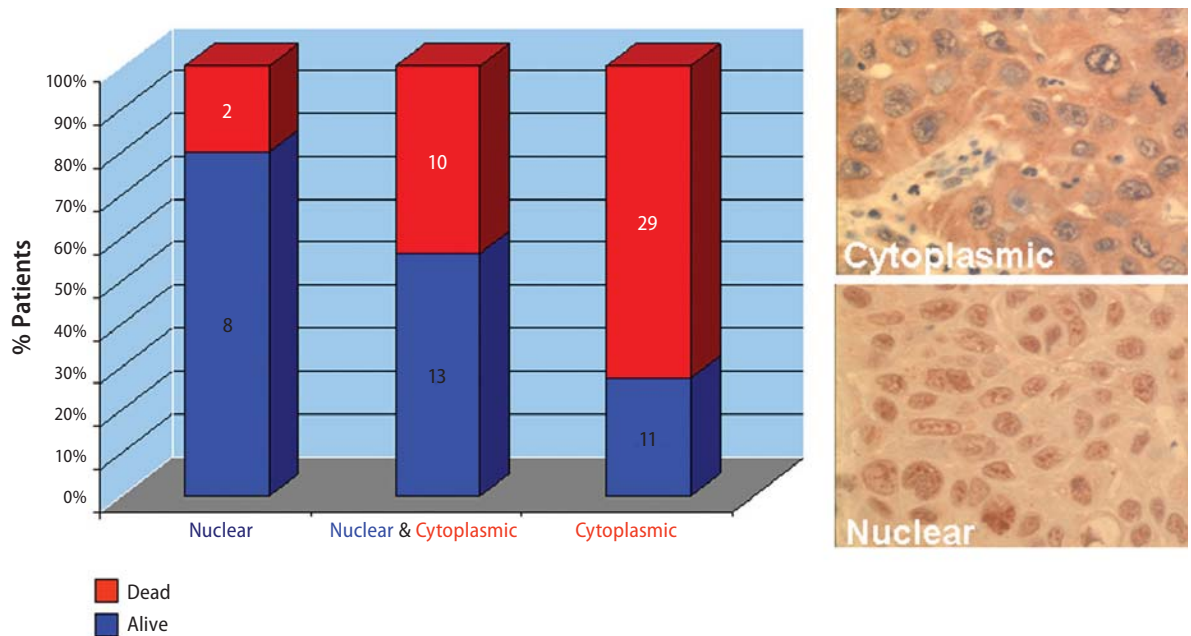 % Patients
100%
90%
80%
70%
60%
50%
40%
30%
20%
10%
0%
2
8
10
13
29
11
Nuclear
Nuclear & Cytoplasmic
Cytoplasmic
Dead
Alive
Cytoplasmic
Nuclear